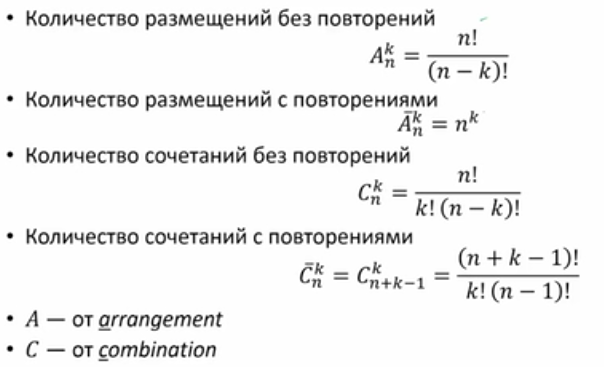 • Количество размещений без повторений
A_n^k = n! / (n − k)!
• Количество размещений с повторениями
Ā_n^k = n^k
• Количество сочетаний без повторений
C_n^k = n! / k! (n − k)!
• Количество сочетаний с повторениями
C̄_n^k = C_{n+k−1}^k = (n + k − 1)! / k! (n − 1)!
• A — от arrangement
• C — от combination